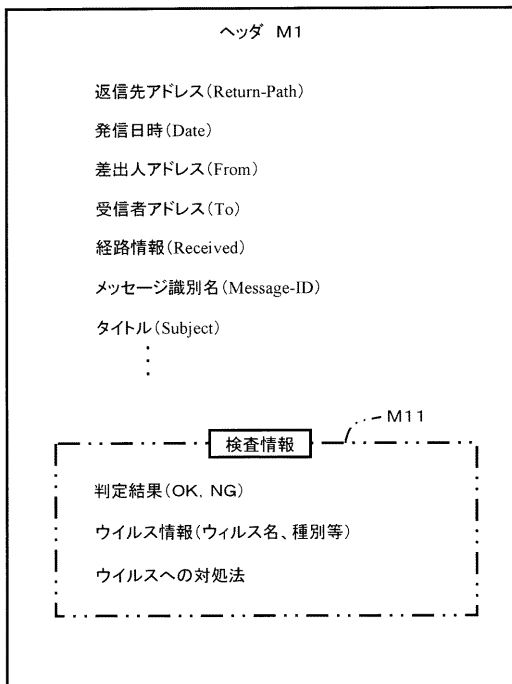 ヘッダ M1
返信先アドレス(Return-Path)
発信日時(Date)
差出人アドレス(From)
受信者アドレス(To)
経路情報(Received)
メッセージ識別名(Message-ID)
タイトル(Subject)
M11
検査情報
判定結果(OK, NG)
ウイルス情報(ウィルス名、種別等)
ウイルスへの対処法